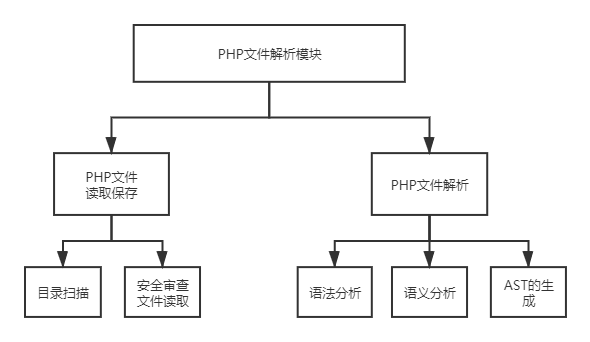 PHP文件解析模块
PHP文件
读取保存
PHP文件解析
目录扫描
安全审查
文件读取
语法分析
语义分析
AST的生
成